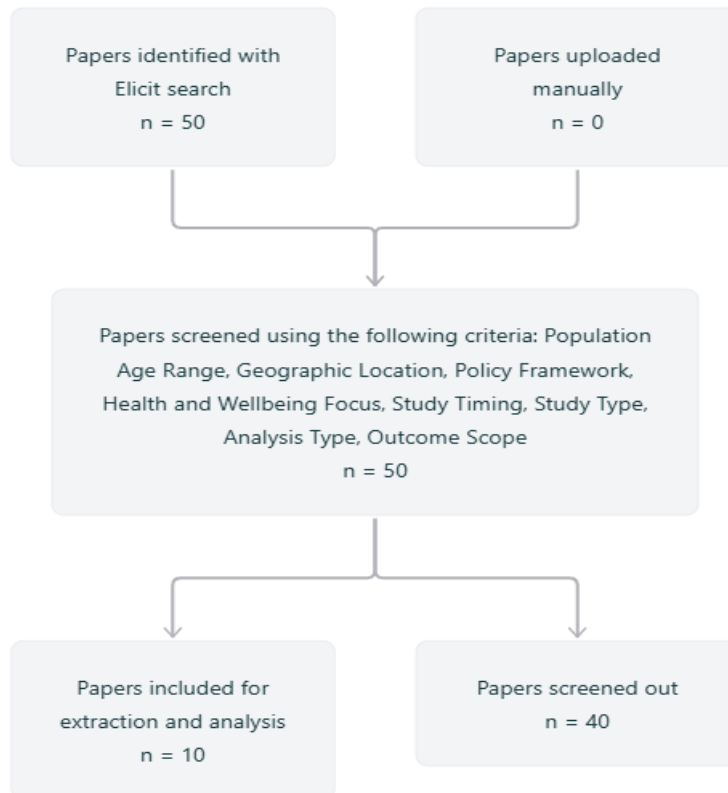 Papers identified with
Elicit search
n = 50
Papers uploaded
manually
n = 0
Papers screened using the following criteria: Population
Age Range, Geographic Location, Policy Framework,
Health and Wellbeing Focus, Study Timing, Study Type,
Analysis Type, Outcome Scope
n = 50
Papers included for
extraction and analysis
n = 10
Papers screened out
n = 40